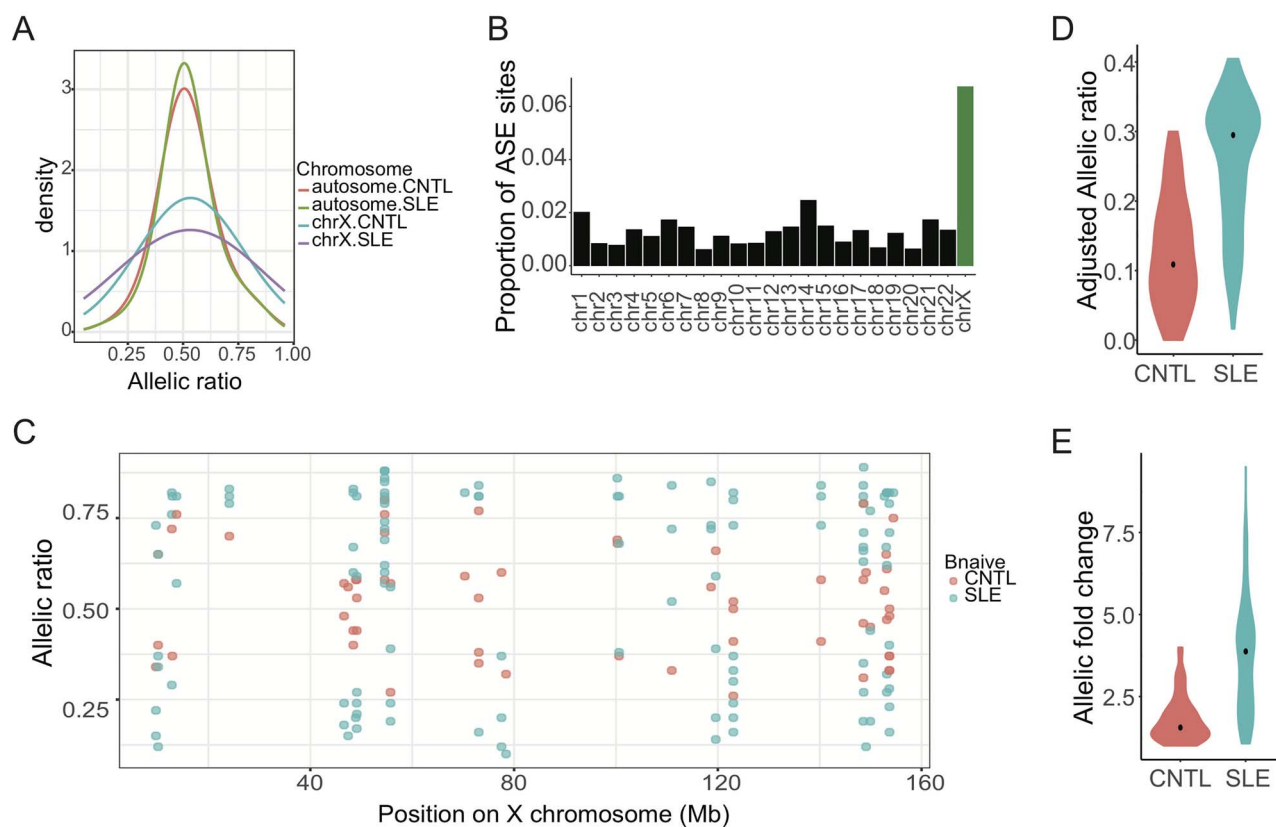 A
density
3
2
1
0
0.25
0.50
0.75
1.00
Allelic ratio
Chromosome
autosome.CNTL
autosome.SLE
chrX.CNTL
chrX.SLE
B
Proportion of ASE sites
0.06
0.04
0.02
0.00
chr1
chr2
chr3
chr4
chr5
chr6
chr7
chr8
chr9
chr10
chr11
chr12
chr13
chr14
chr15
chr16
chr17
chr18
chr19
chr20
chr21
chr22
chrX
D
Adjusted Allelic ratio
0.4
0.3
0.2
0.1
0.0
CNTL
SLE
C
Allelic ratio
0.75
0.50
0.25
40
80
120
160
Position on X chromosome (Mb)
Bnaive
CNTL
SLE
E
Allelic fold change
7.5
5.0
2.5
CNTL
SLE